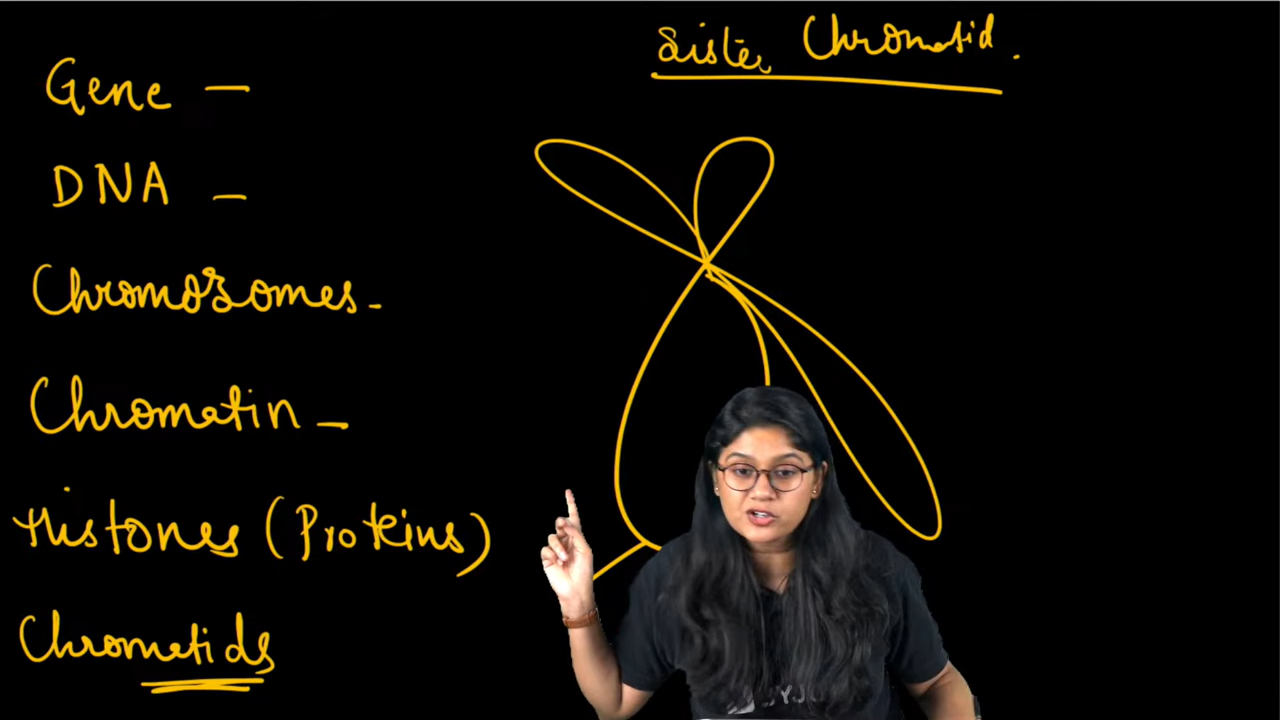 Sister Chromatid.
Gene -
DNA -
Chromosomes -
Chromatin -
Histones (Proteins)
Chromatids